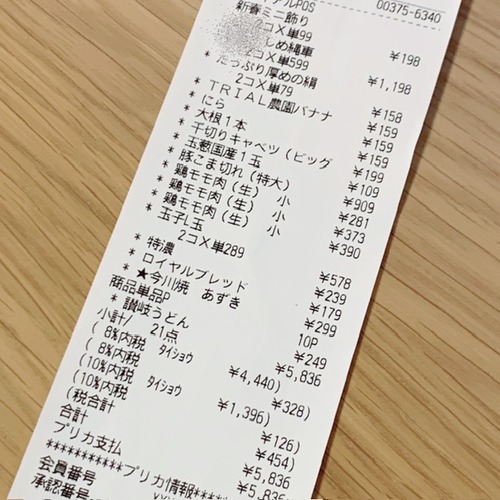 アルPOS 00375-6340
新春ミニ飾り
2コX単99 ¥198
しめ縄車
2コX単599 ¥1,198
* たっぷり厚めの絹
2コX単79 ¥158
* TRIAL農園バナナ ¥159
* にら ¥159
* 大根1本 ¥159
* 千切りキャベツ(ビッグ ¥199
* 玉葱国産1玉 ¥109
* 豚こま切れ(特大) ¥909
* 鶏モモ肉(生) 小 ¥281
* 鶏モモ肉(生) 小 ¥373
* 鶏モモ肉(生) 小 ¥390
* 玉子L玉
2コX単289 ¥578
* 特濃 ¥239
* ロイヤルブレッド ¥179
* ★今川焼 あずき ¥299
商品単品P 10P
* 讃岐うどん ¥249
小計/ 21点 ¥5,836
( 8%内税 タイショウ ¥4,440)
( 8%内税 ¥328)
(10%内税 タイショウ ¥1,396)
(10%内税 ¥126)
(税合計 ¥454)
合計 ¥5,836
プリカ支払 ¥5,836
***********プリカ情報*****
会員番号
承認番号